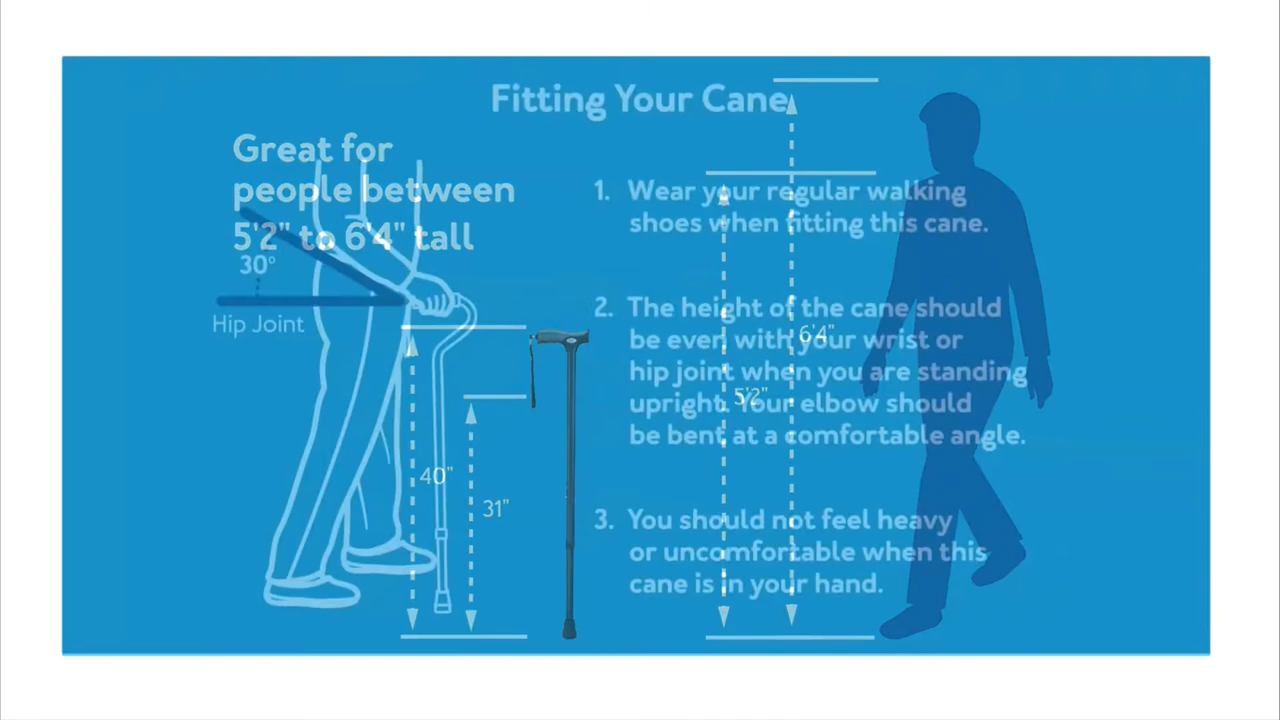 Fitting Your Cane
Great for
people between
5'2" to 6'4" tall
30°
Hip Joint
40"
31"
1. Wear your regular walking
shoes when fitting this cane.
2. The height of the cane should
be even with your wrist or
hip joint when you are standing
upright. Your elbow should
be bent at a comfortable angle.
3. You should not feel heavy
or uncomfortable when this
cane is in your hand.
6'4"
5'2"